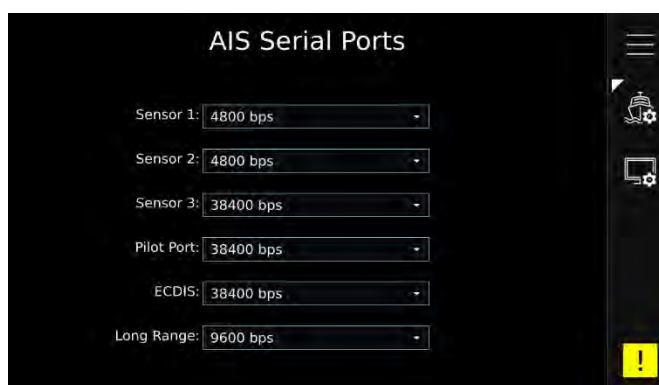 AIS Serial Ports
Sensor 1: 4800 bps
Sensor 2: 4800 bps
Sensor 3: 38400 bps
Pilot Port: 38400 bps
ECDIS: 38400 bps
Long Range: 9600 bps
!